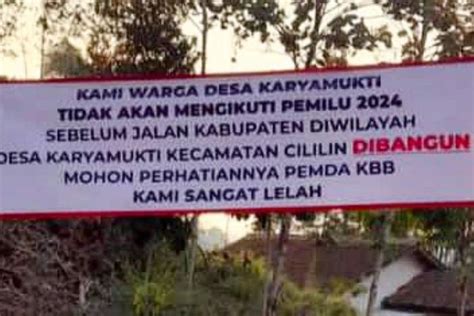 KAMI WARGA DESA KARYAMUKTI
TIDAK AKAN MENGIKUTI PEMILU 2024
SEBELUM JALAN KABUPATEN DIWILAYAH
DESA KARYAMUKTI KECAMATAN CILILIN DIBANGUN
MOHON PERHATIANNYA PEMDA KBB
KAMI SANGAT LELAH